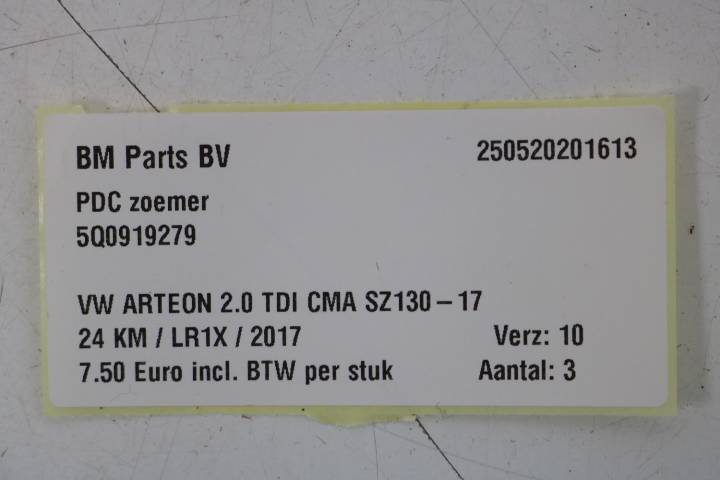 BM Parts BV 250520201613
PDC zoemer
5Q0919279
VW ARTEON 2.0 TDI CMA SZ130-17
24 KM / LR1X / 2017 Verz: 10
7.50 Euro incl. BTW per stuk Aantal: 3